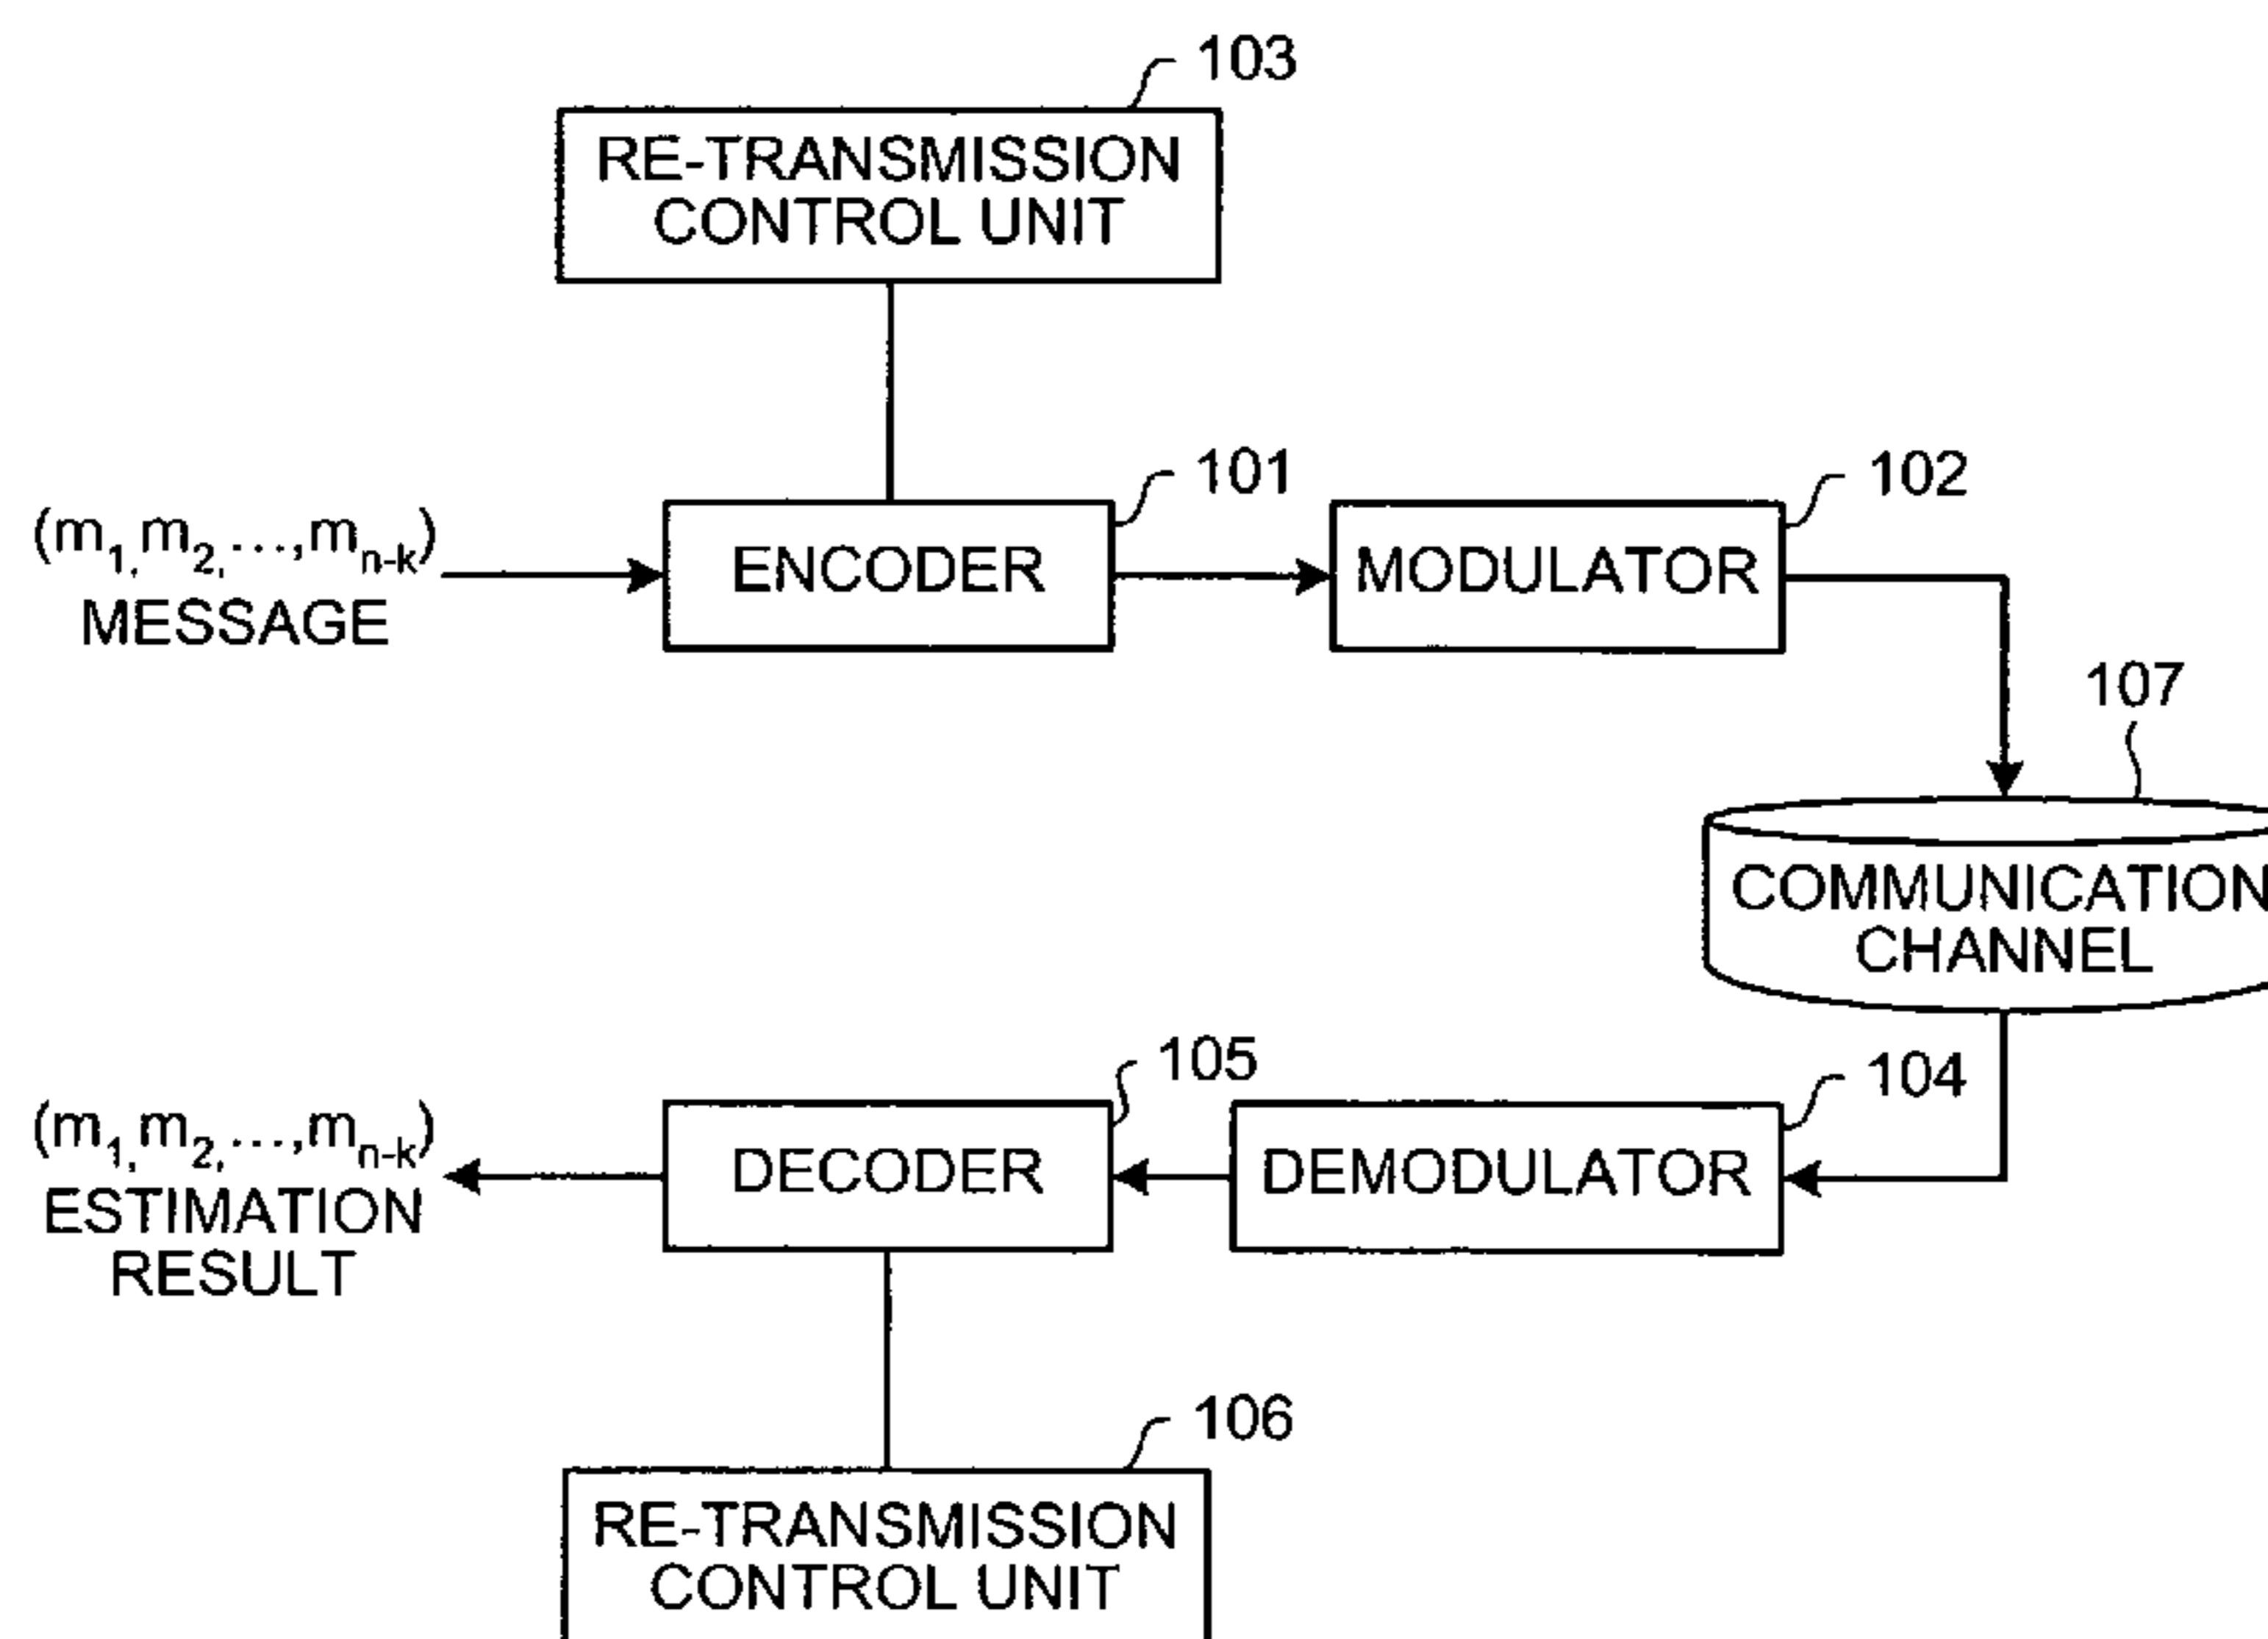 103
RE-TRANSMISSION
CONTROL UNIT
101
102
(m1, m2, ..., mn-k)
MESSAGE
ENCODER
MODULATOR
107
COMMUNICATION
CHANNEL
105
104
(m1, m2, ..., mn-k)
ESTIMATION
RESULT
DECODER
DEMODULATOR
106
RE-TRANSMISSION
CONTROL UNIT